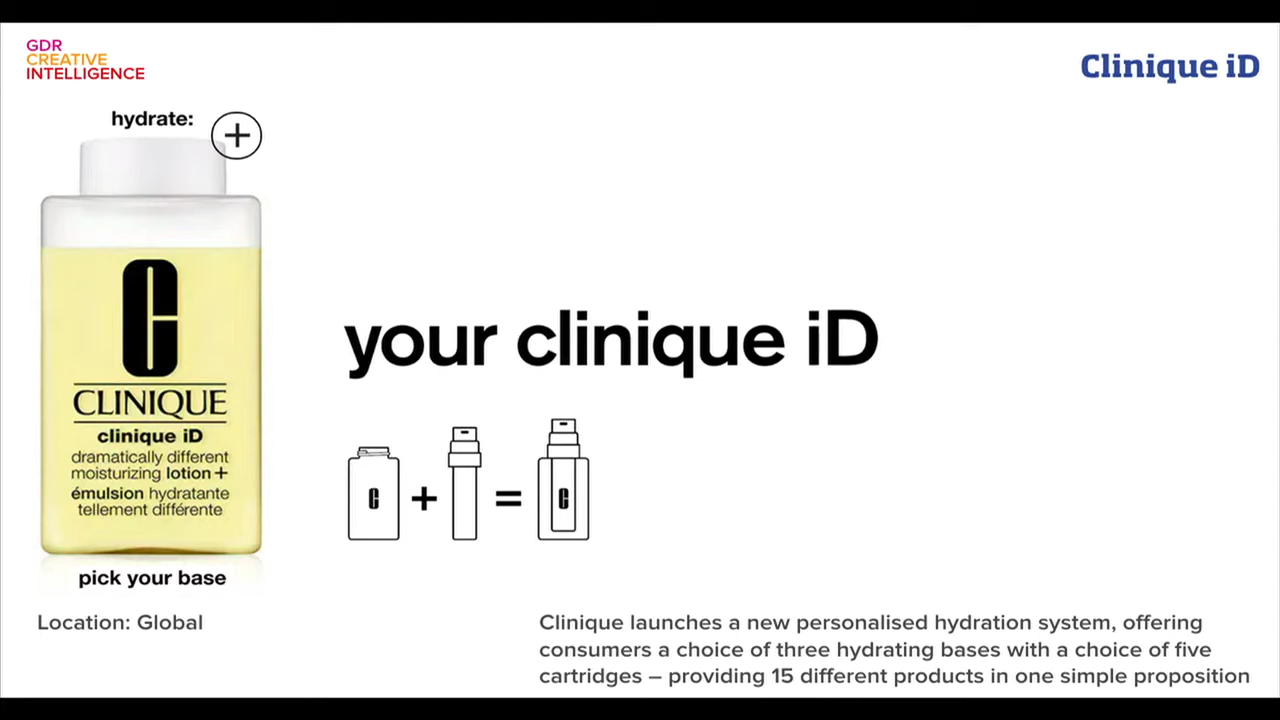 GDR
CREATIVE
INTELLIGENCE
Clinique iD
hydrate:
CLINIQUE
clinique iD
dramatically different
moisturizing lotion +
émulsion hydratante
tellement différente
pick your base
your clinique iD
C + = C
Location: Global
Clinique launches a new personalised hydration system, offering
consumers a choice of three hydrating bases with a choice of five
cartridges – providing 15 different products in one simple proposition